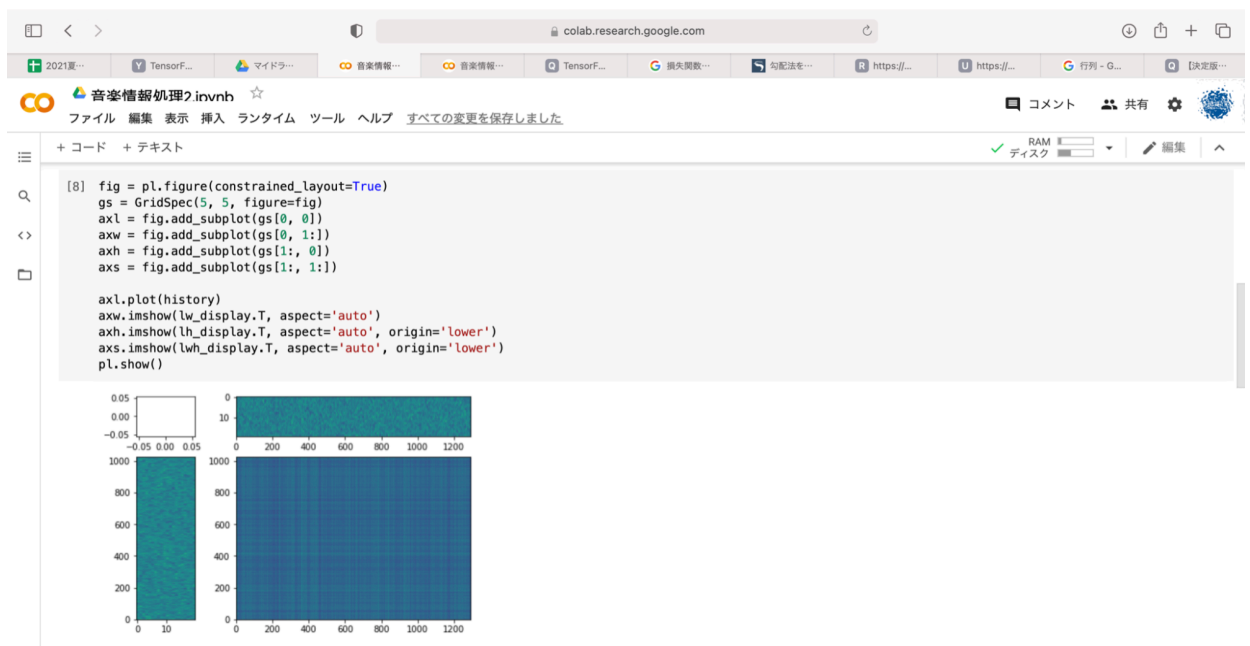 colab.research.google.com
2021夏…
TensorF…
マイドラ…
音楽情報…
音楽情報…
TensorF…
損失関数…
勾配法を…
https://…
https://…
行列 - G…
【決定版…
音楽情報処理2.ipynb
コメント 共有
ファイル 編集 表示 挿入 ランタイム ツール ヘルプ すべての変更を保存しました
+ コード + テキスト
RAM
ディスク
編集
[8] fig = pl.figure(constrained_layout=True)
gs = GridSpec(5, 5, figure=fig)
axl = fig.add_subplot(gs[0, 0])
axw = fig.add_subplot(gs[0, 1:])
axh = fig.add_subplot(gs[1:, 0])
axs = fig.add_subplot(gs[1:, 1:])
axl.plot(history)
axw.imshow(lw_display.T, aspect='auto')
axh.imshow(lh_display.T, aspect='auto', origin='lower')
axs.imshow(lwh_display.T, aspect='auto', origin='lower')
pl.show()
0.05
0.00
−0.05
−0.05 0.00 0.05
0
10
0 200 400 600 800 1000 1200
1000
800
600
400
200
0
0 10
1000
800
600
400
200
0
0 200 400 600 800 1000 1200